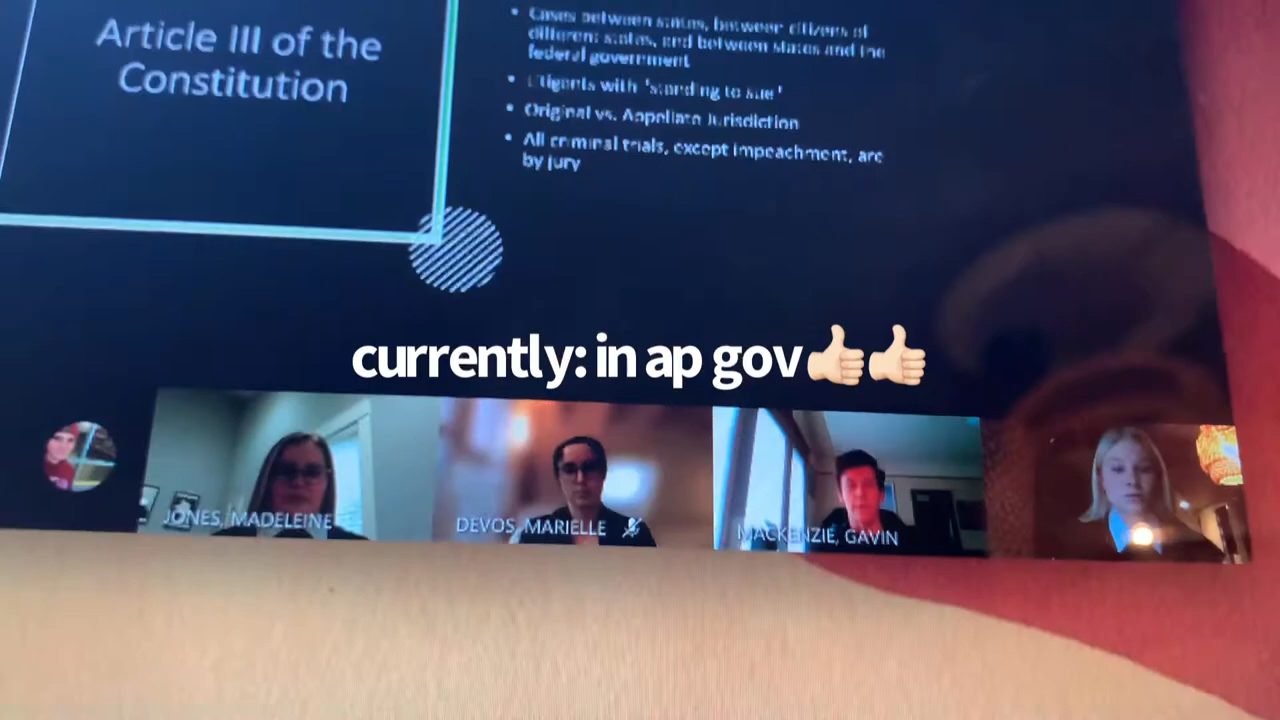 Article III of the
Constitution
Cases between states, between citizens of
different states, and between states and the
federal government
Litigants with "standing to sue"
Original vs. Appellate Jurisdiction
All criminal trials, except impeachment, are
by jury
currently: in ap gov👍🏻👍🏻
JONES, MADELEINE
DEVOS, MARIELLE
MACKENZIE, GAVIN